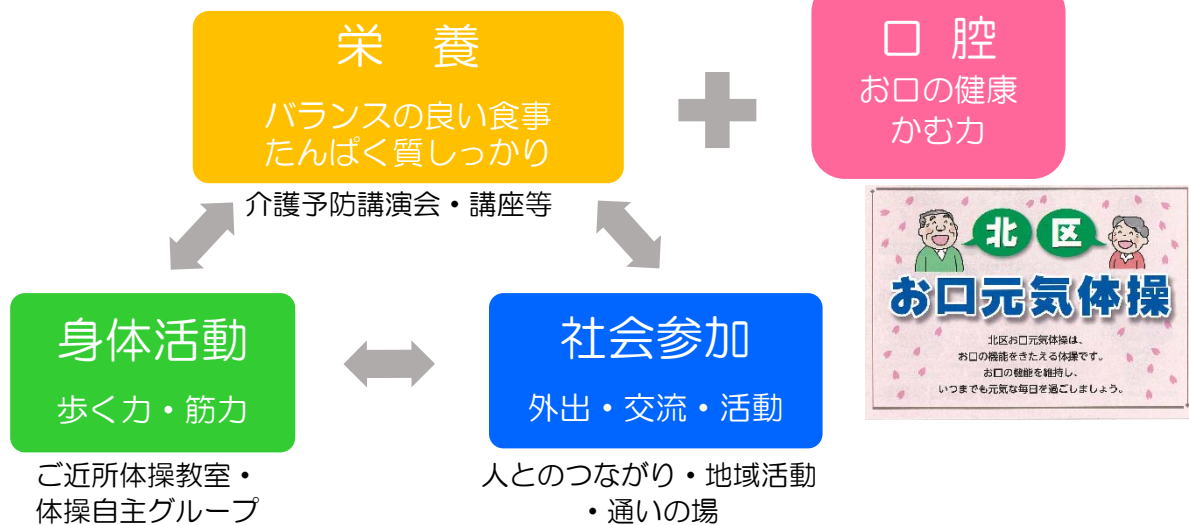 栄 養
バランスの良い食事
たんぱく質しっかり
介護予防講演会・講座等
口 腔
お口の健康
かむ力
北区
お口元気体操
北区お口元気体操は、
お口の機能をきたえる体操です。
お口の機能を維持し、
いつまでも元気な毎日を過ごしましょう。
身体活動
歩く力・筋力
ご近所体操教室・
体操自主グループ
社会参加
外出・交流・活動
人とのつながり・地域活動
・通いの場